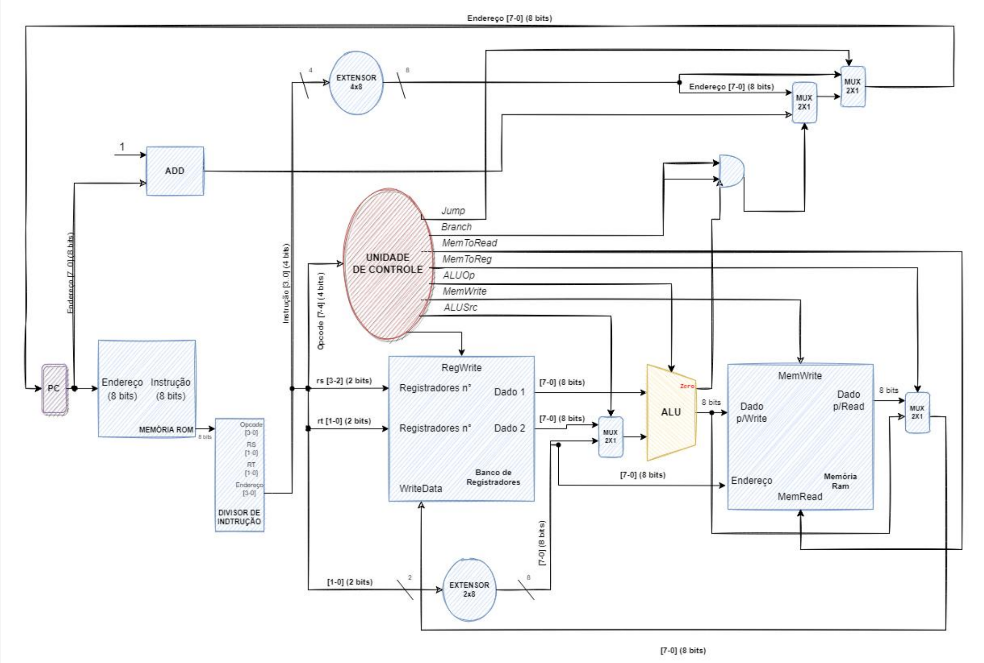 Endereço [7-0] (8 bits)
4
EXTENSOR
4x8
8
Endereço [7-0] (8 bits)
MUX
2X1
MUX
2X1
1
ADD
Endereço [7_0] (8 bits)
Instrução [3_0] (4 bits)
Opcode [7-4] (4 bits)
UNIDADE
DE CONTROLE
Jump
Branch
MemToRead
MemToReg
ALUOp
MemWrite
ALUSrc
PC
Endereço
(8 bits)
Instrução
(8 bits)
MEMÓRIA ROM
8 bits
Opcode
[3-0]
RS
[1-0]
RT
[1-0]
Endereço
[3-0]
DIVISOR DE
INDTRUÇÃO
rs [3-2] (2 bits)
rt [1-0] (2 bits)
RegWrite
Registradores n°
Dado 1
Registradores n°
Dado 2
Banco de
Registradores
WriteData
[7-0] (8 bits)
[7-0] (8 bits)
MUX
2X1
ALU
Zero
8 bits
[7-0] (8 bits)
MemWrite
Dado
p/Write
Dado
p/Read
Endereço
Memória
Ram
MemRead
8 bits
MUX
2X1
[1-0] (2 bits)
2
EXTENSOR
2x8
8
[7-0] (8 bits)
[7-0] (8 bits)